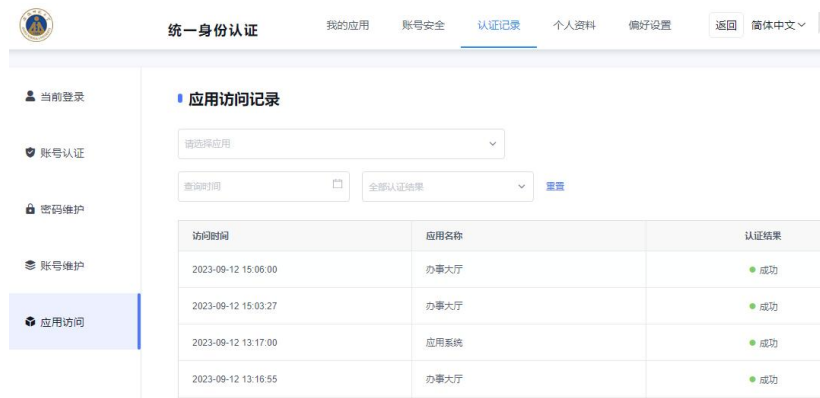 统一身份认证
我的应用 账号安全 认证记录 个人资料 偏好设置 返回 简体中文
当前登录
账号认证
密码维护
账号维护
应用访问
应用访问记录
请选择应用
查询时间 全部认证结果 重置
访问时间 应用名称 认证结果
2023-09-12 15:06:00 办事大厅 成功
2023-09-12 15:03:27 办事大厅 成功
2023-09-12 13:17:00 应用系统 成功
2023-09-12 13:16:55 办事大厅 成功